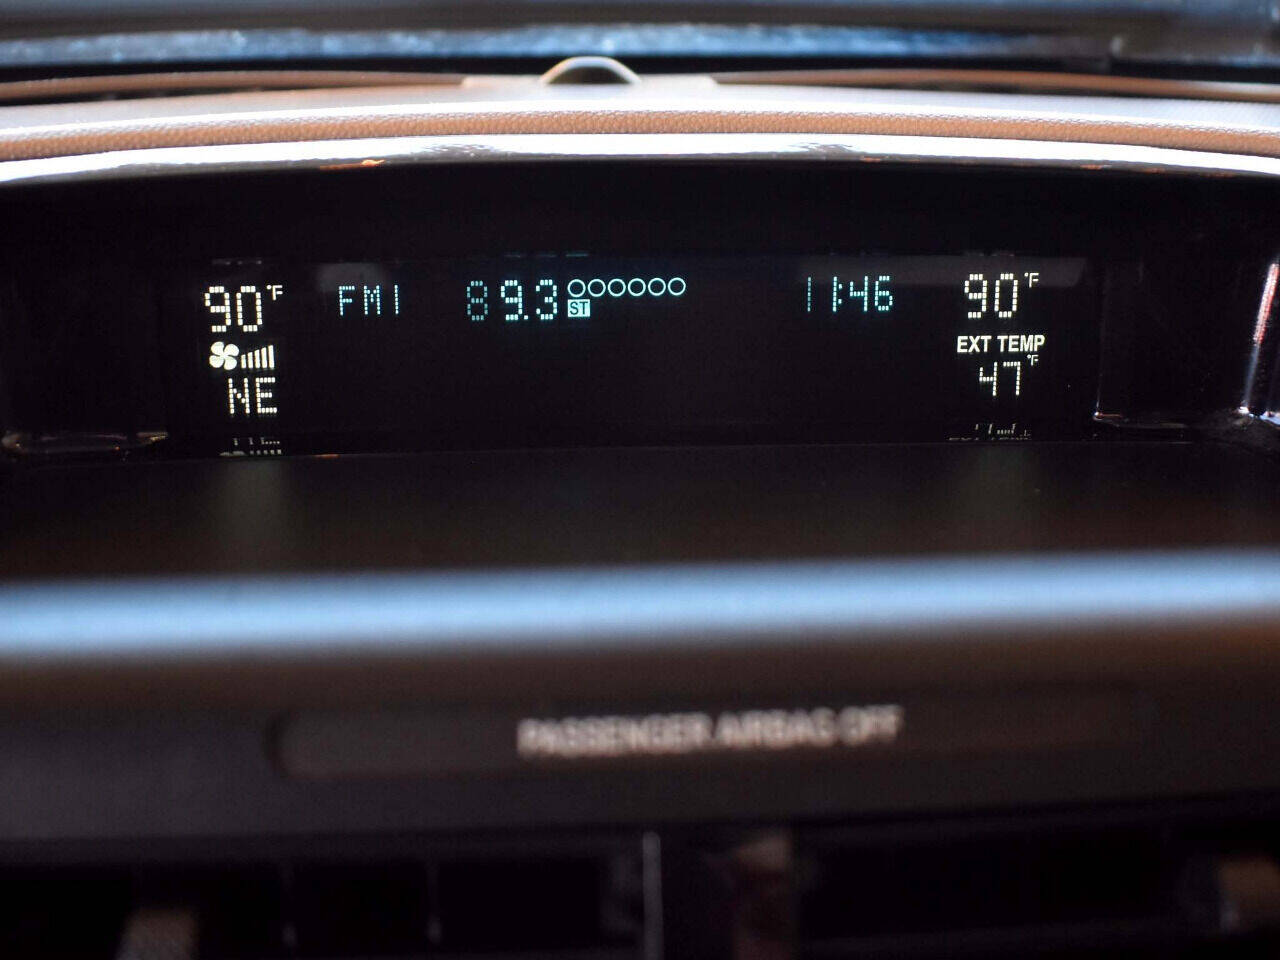 90°F FM1 89.3 ST 11:46 90°F
EXT TEMP
NE 47°F
PASSENGER AIRBAG OFF